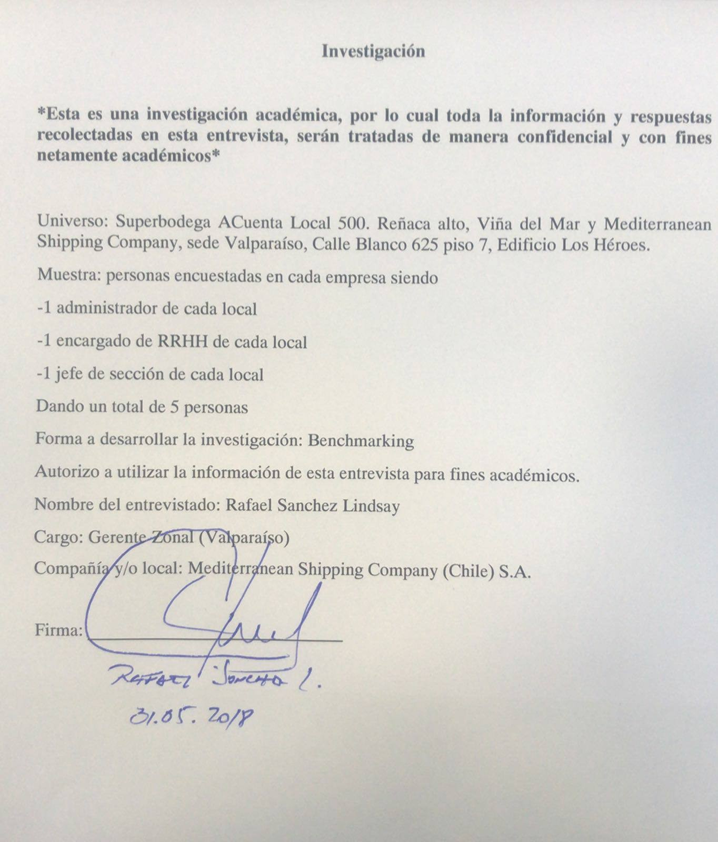 Investigación
*Esta es una investigación académica, por lo cual toda la información y respuestas
recolectadas en esta entrevista, serán tratadas de manera confidencial y con fines
netamente académicos*
Universo: Superbodega ACuenta Local 500. Reñaca alto, Viña del Mar y Mediterranean
Shipping Company, sede Valparaíso, Calle Blanco 625 piso 7, Edificio Los Héroes.
Muestra: personas encuestadas en cada empresa siendo
-1 administrador de cada local
-1 encargado de RRHH de cada local
-1 jefe de sección de cada local
Dando un total de 5 personas
Forma a desarrollar la investigación: Benchmarking
Autorizo a utilizar la información de esta entrevista para fines académicos.
Nombre del entrevistado: Rafael Sanchez Lindsay
Cargo: Gerente Zonal (Valparaíso)
Compañía y/o local: Mediterranean Shipping Company (Chile) S.A.
Firma:
RAFAEL SANCHEZ L.
31.05.2018